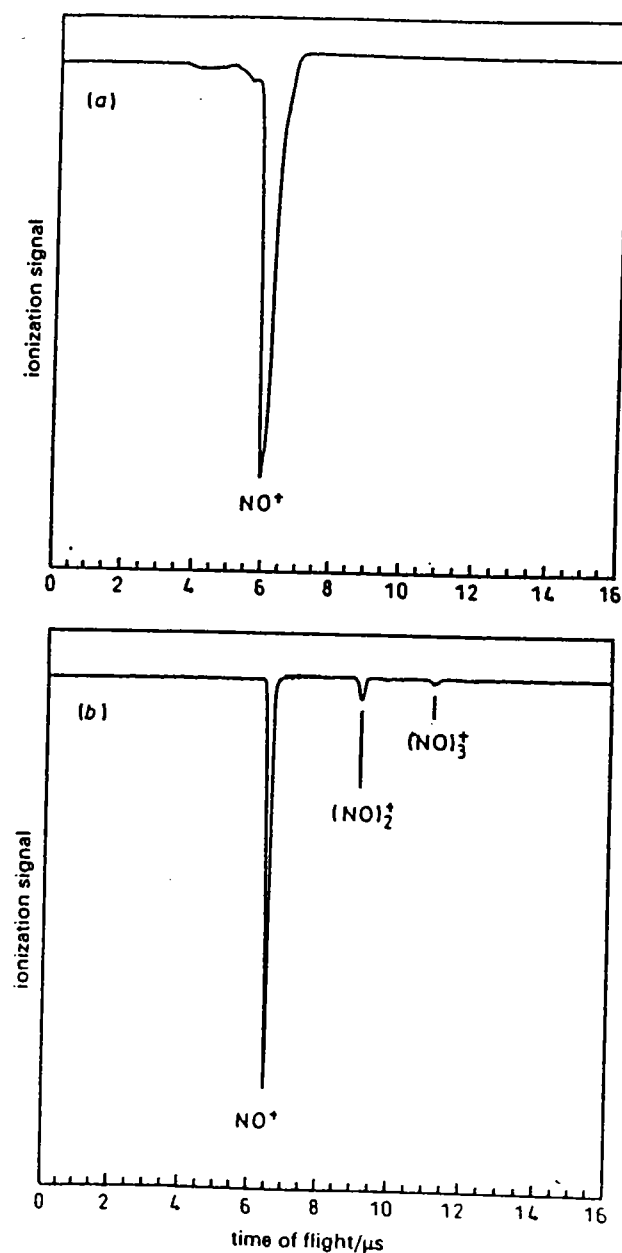 (a)
ionization signal
NO⁺
0 2 4 6 8 10 12 14 16
(b)
(NO)₃⁺
(NO)₂⁺
ionization signal
NO⁺
0 2 4 6 8 10 12 14 16
time of flight/μs